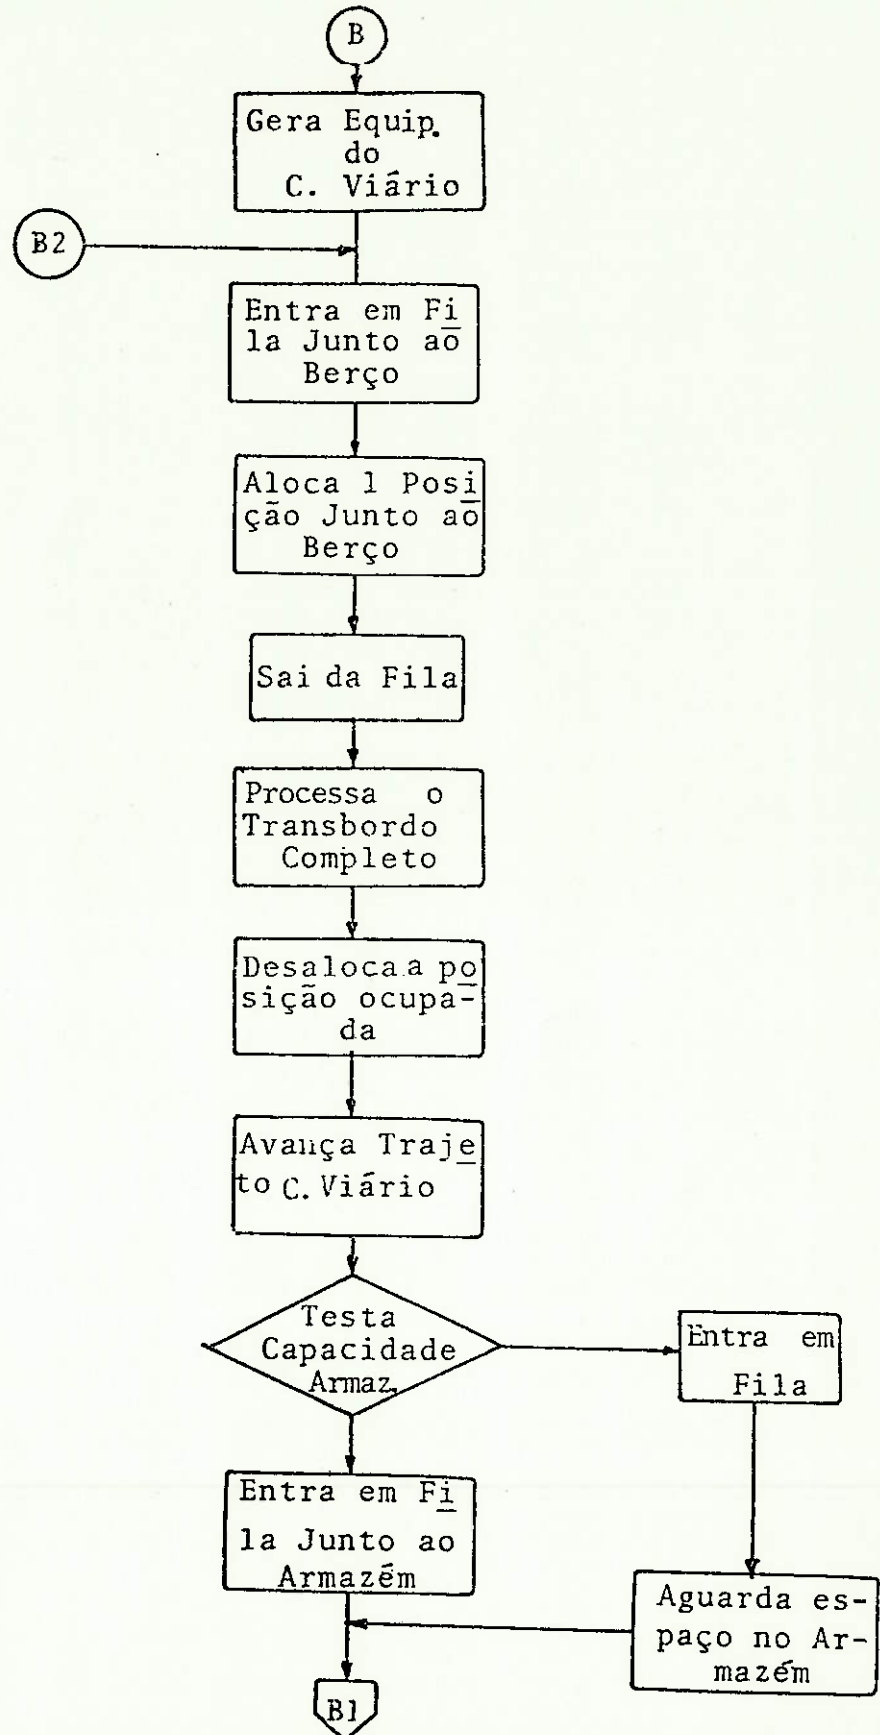 B
Gera Equip.
do
C. Viário
B2
Entra em Fi
la Junto ao
Berço
Aloca 1 Posi
ção Junto ao
Berço
Sai da Fila
Processa o
Transbordo
Completo
Desaloca a po
sição ocupa-
da
Avança Traje
to C. Viário
Testa
Capacidade
Armaz.
Entra em
Fila
Entra em Fi
la Junto ao
Armazém
Aguarda es-
paço no Ar-
mazém
B1